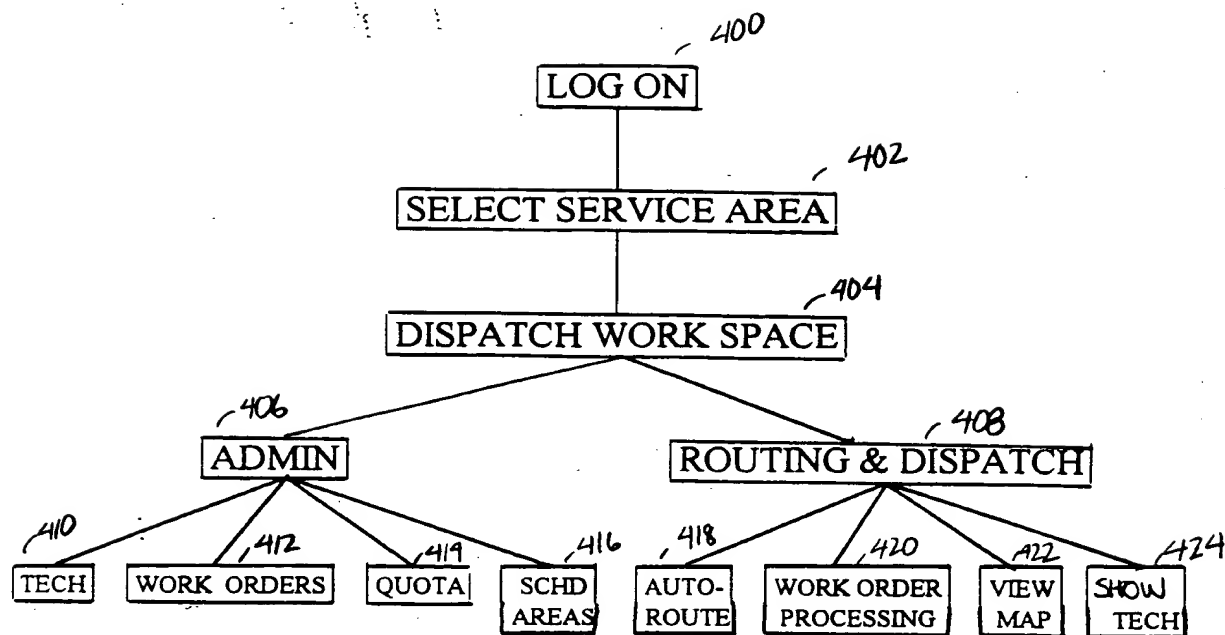 400
LOG ON
402
SELECT SERVICE AREA
404
DISPATCH WORK SPACE
406
ADMIN
408
ROUTING & DISPATCH
410
TECH
412
WORK ORDERS
419
QUOTA
416
SCHD
AREAS
418
AUTO-
ROUTE
420
WORK ORDER
PROCESSING
422
VIEW
MAP
424
SHOW
TECH